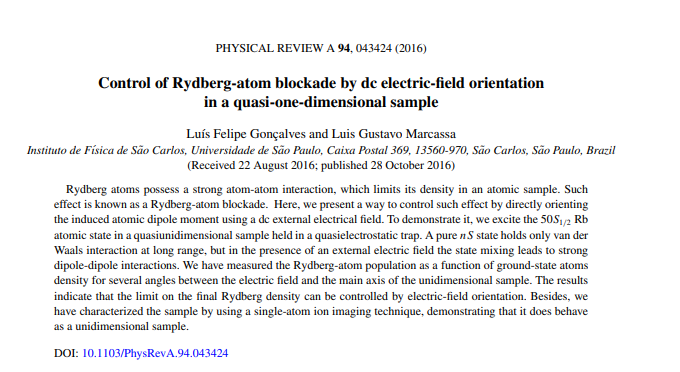 PHYSICAL REVIEW A 94, 043424 (2016)
Control of Rydberg-atom blockade by dc electric-field orientation
in a quasi-one-dimensional sample
Luís Felipe Gonçalves and Luis Gustavo Marcassa
Instituto de Física de São Carlos, Universidade de São Paulo, Caixa Postal 369, 13560-970, São Carlos, São Paulo, Brazil
(Received 22 August 2016; published 28 October 2016)
Rydberg atoms possess a strong atom-atom interaction, which limits its density in an atomic sample. Such
effect is known as a Rydberg-atom blockade. Here, we present a way to control such effect by directly orienting
the induced atomic dipole moment using a dc external electrical field. To demonstrate it, we excite the 50S1/2 Rb
atomic state in a quasiunidimensional sample held in a quasielectrostatic trap. A pure nS state holds only van der
Waals interaction at long range, but in the presence of an external electric field the state mixing leads to strong
dipole-dipole interactions. We have measured the Rydberg-atom population as a function of ground-state atoms
density for several angles between the electric field and the main axis of the unidimensional sample. The results
indicate that the limit on the final Rydberg density can be controlled by electric-field orientation. Besides, we
have characterized the sample by using a single-atom ion imaging technique, demonstrating that it does behave
as a unidimensional sample.
DOI: 10.1103/PhysRevA.94.043424